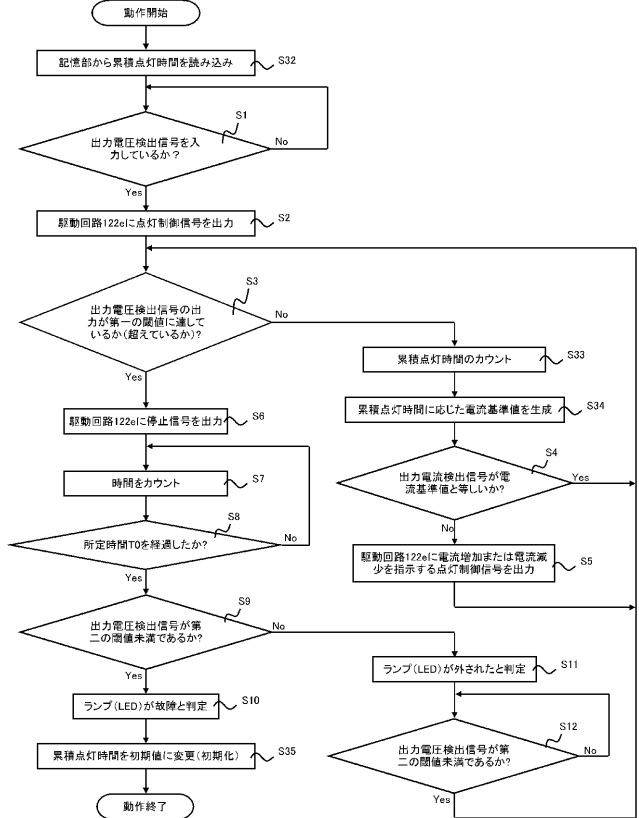 動作開始
記憶部から累積点灯時間を読み込み
S32
S1
出力電圧検出信号を入
力しているか？
No
Yes
駆動回路122eに点灯制御信号を出力
S2
S3
出力電圧検出信号の出
力が第一の閾値に達して
いるか(超えているか)?
No
Yes
累積点灯時間のカウント
S33
累積点灯時間に応じた電流基準値を生成
S34
S4
出力電流検出信号が電
流基準値と等しいか?
Yes
No
駆動回路122eに電流増加または電流減
少を指示する点灯制御信号を出力
S5
駆動回路122eに停止信号を出力
S6
時間をカウント
S7
S8
所定時間T0を経過したか?
No
Yes
S9
出力電圧検出信号が第
二の閾値未満であるか?
No
Yes
ランプ(LED)が故障と判定
S10
累積点灯時間を初期値に変更(初期化)
S35
動作終了
ランプ(LED)が外されたと判定
S11
S12
出力電圧検出信号が第
二の閾値未満であるか?
No
Yes